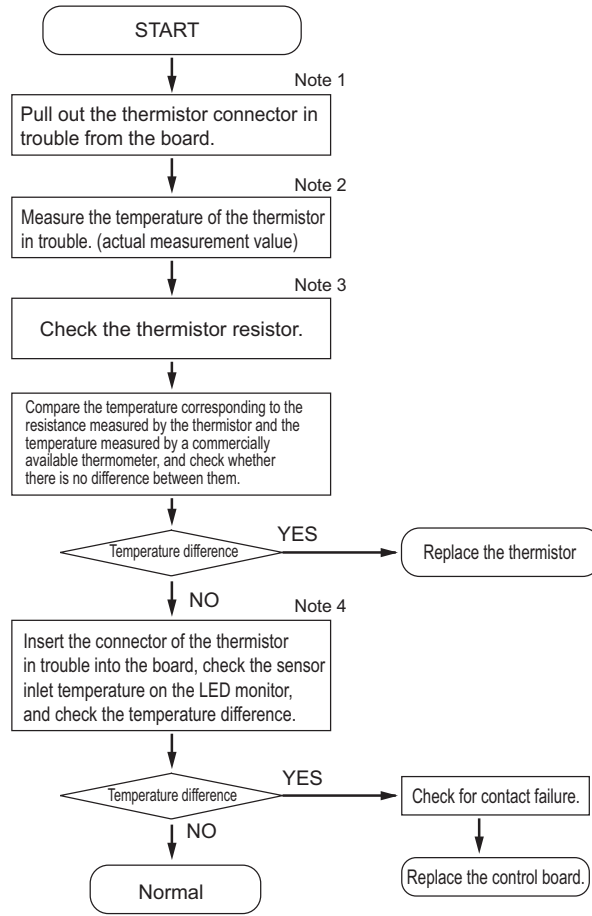 START
Note 1
Pull out the thermistor connector in
trouble from the board.
Note 2
Measure the temperature of the thermistor
in trouble. (actual measurement value)
Note 3
Check the thermistor resistor.
Compare the temperature corresponding to the
resistance measured by the thermistor and the
temperature measured by a commercially
available thermometer, and check whether
there is no difference between them.
Temperature difference
YES
Replace the thermistor
NO
Note 4
Insert the connector of the thermistor
in trouble into the board, check the sensor
inlet temperature on the LED monitor,
and check the temperature difference.
Temperature difference
YES
Check for contact failure.
NO
Replace the control board.
Normal